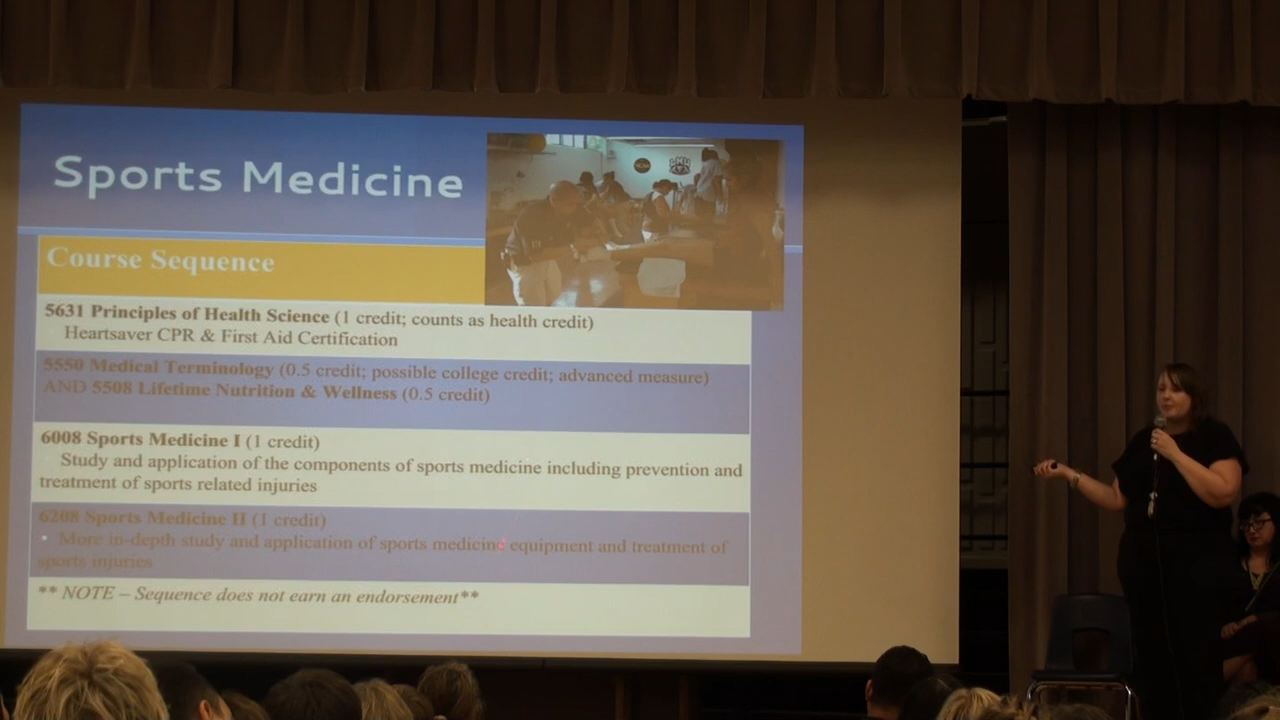 Sports Medicine
Course Sequence
5631 Principles of Health Science (1 credit; counts as health credit)
Heartsaver CPR & First Aid Certification
5550 Medical Terminology (0.5 credit; possible college credit; advanced measure)
AND 5508 Lifetime Nutrition & Wellness (0.5 credit)
6008 Sports Medicine I (1 credit)
Study and application of the components of sports medicine including prevention and
treatment of sports related injuries
6208 Sports Medicine II (1 credit)
• More in-depth study and application of sports medicine equipment and treatment of
sports injuries
** NOTE – Sequence does not earn an endorsement**